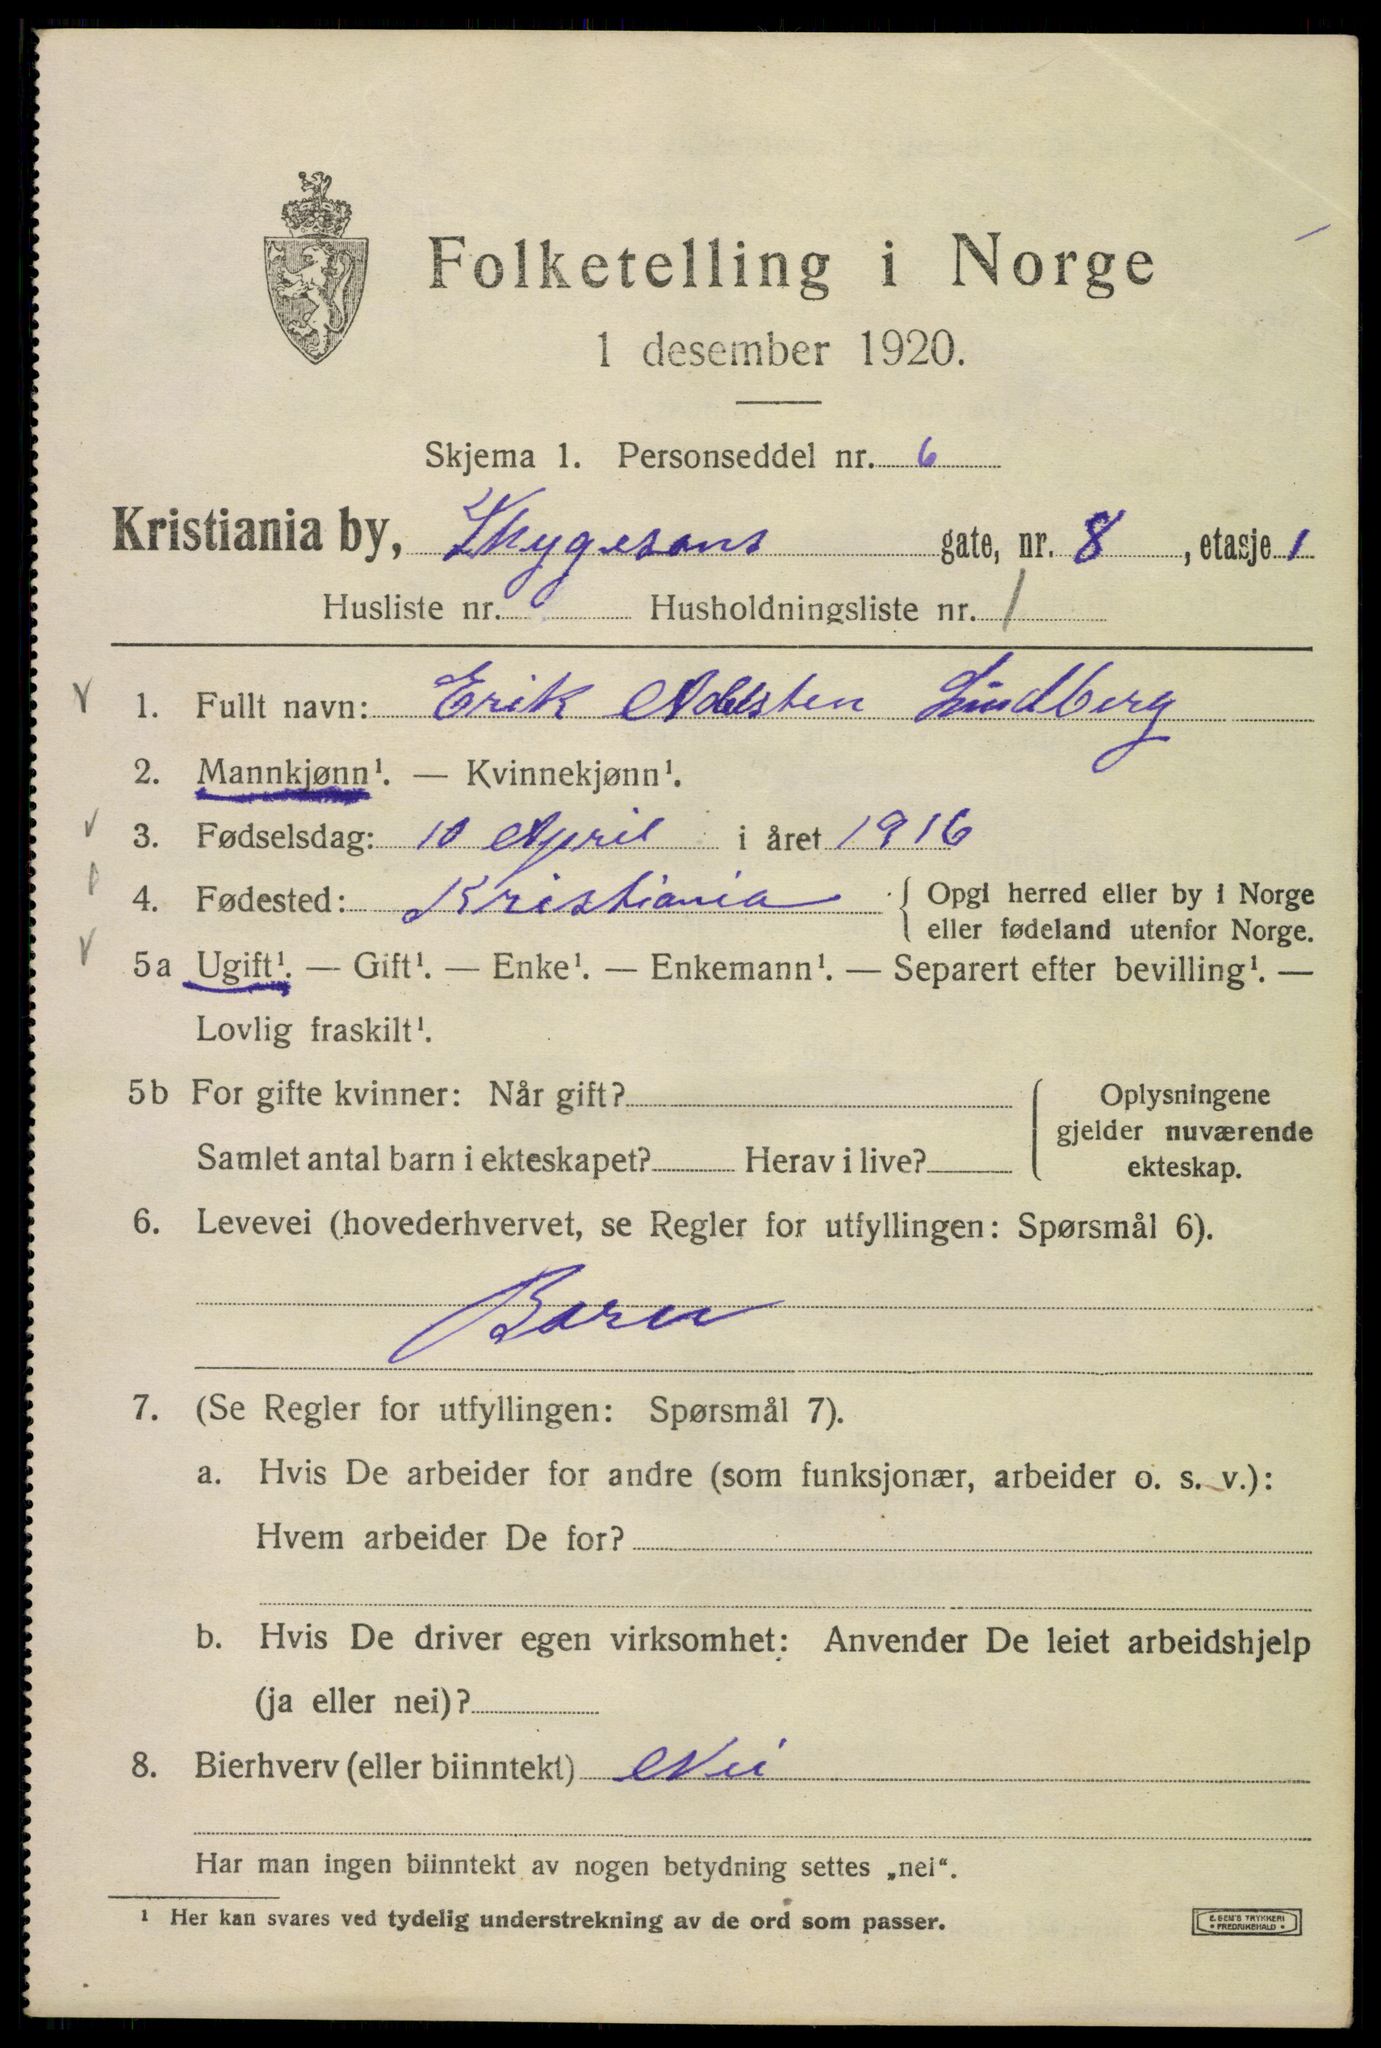 Folketelling i Norge
1 desember 1920.
Skjema 1. Personseddel nr. 6
Kristiania by, Thygesons gate, nr. 8, etasje 1
Husliste nr. Husholdningsliste nr. 1
1. Fullt navn: Erik Lindberg
2. Mannkjønn¹. — Kvinnekjønn¹.
3. Fødselsdag: 10 April i året 1916
4. Fødested: Kristiania { Opgi herred eller by i Norge
eller fødeland utenfor Norge.
5a Ugift¹. — Gift¹. — Enke¹. — Enkemann¹. — Separert efter bevilling¹. —
Lovlig fraskilt¹.
5b For gifte kvinner: Når gift?
Samlet antal barn i ekteskapet? Herav i live?
Oplysningene
gjelder nuværende
ekteskap.
6. Levevei (hovederhvervet, se Regler for utfyllingen: Spørsmål 6).
Barn
7. (Se Regler for utfyllingen: Spørsmål 7).
a. Hvis De arbeider for andre (som funksjonær, arbeider o. s. v.):
Hvem arbeider De for?
b. Hvis De driver egen virksomhet: Anvender De leiet arbeidshjelp
(ja eller nei)?
8. Bierhverv (eller biinntekt) Nei
Har man ingen biinntekt av nogen betydning settes „nei“.
¹ Her kan svares ved tydelig understrekning av de ord som passer.
E. SEM'S TRYKKERI
• FREDRIKSHALD •